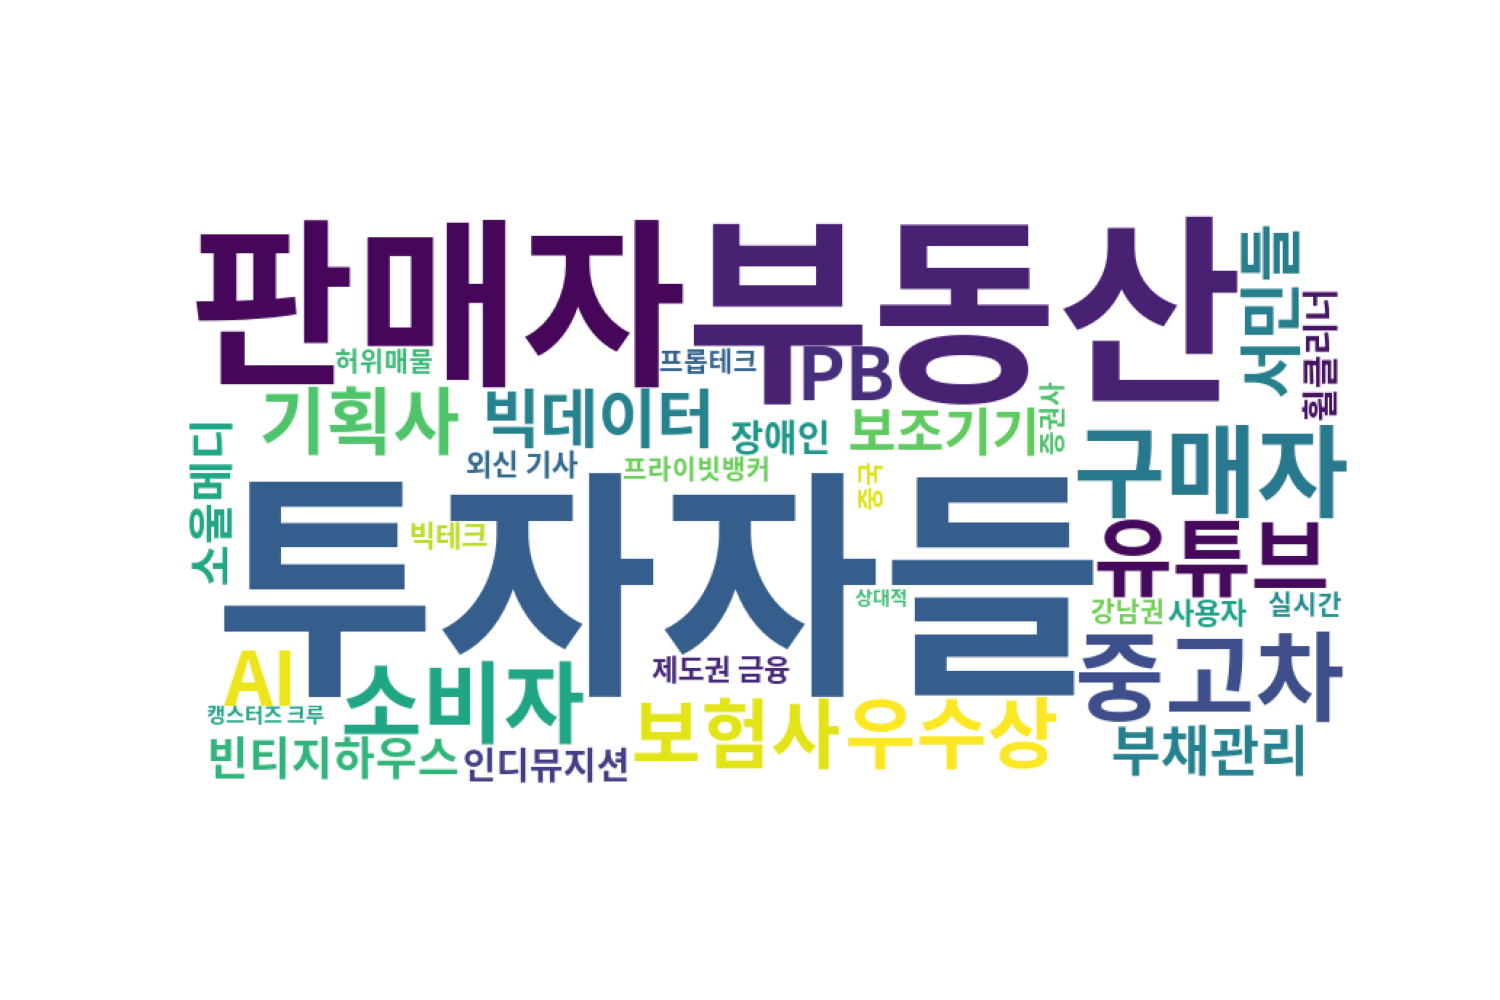 판매자
부동산
서민들
휠클리너
허위매물
프롭테크
PB
기획사
빅데이터
장애인
보조기기
증권사
구매자
소울메디
외신 기사
프라이빗뱅커
중국
투자자들
빅테크
유튜브
상대적
강남권
사용자
실시간
AI
소비자
제도권 금융
중고차
캥스터즈 크루
보험사
우수상
빈티지하우스
인디뮤지션
부채관리